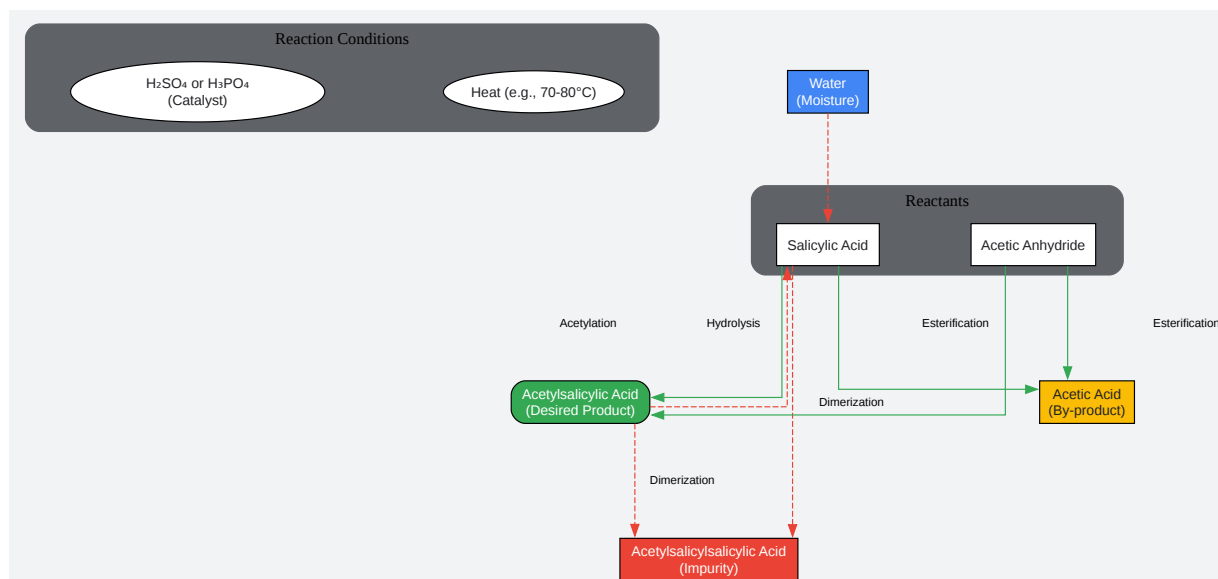 Reaction Conditions
H₂SO₄ or H₃PO₄
(Catalyst)
Heat (e.g., 70-80°C)
Water
(Moisture)
Reactants
Salicylic Acid
Acetic Anhydride
Acetylation
Hydrolysis
Esterification
Esterification
Acetylsalicylic Acid
(Desired Product)
Dimerization
Acetic Acid
(By-product)
Dimerization
Acetylsalicylsalicylic Acid
(Impurity)